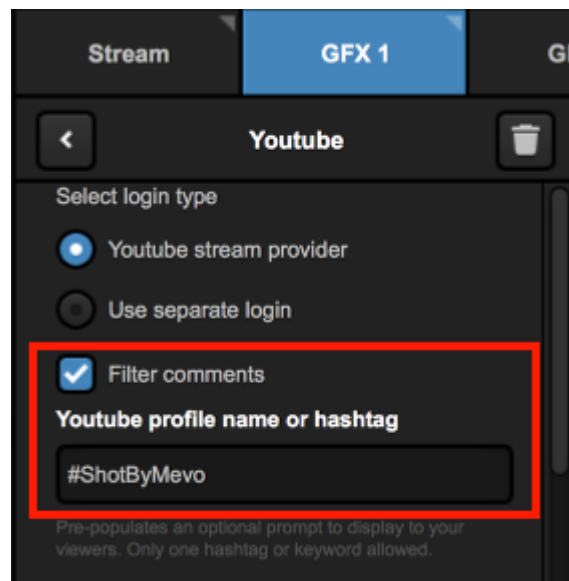 Stream GFX 1 G
Youtube
Select login type
Youtube stream provider
Use separate login
Filter comments
Youtube profile name or hashtag
#ShotByMevo
Pre-populates an optional prompt to display to your
viewers. Only one hashtag or keyword allowed.